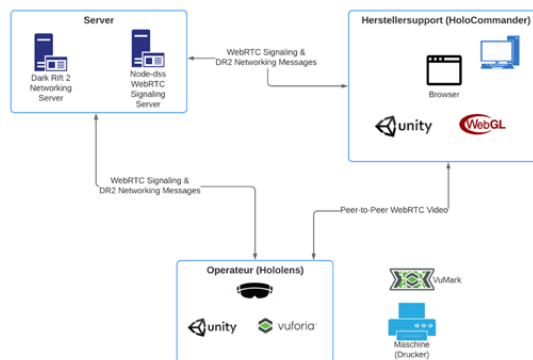 Server
Dark Rift 2
Networking
Server
Node-dss
WebRTC
Signaling
Server
WebRTC Signaling &
DR2 Networking Messages
Herstellersupport (HoloCommander)
Browser
unity
WebGL
WebRTC Signaling &
DR2 Networking Messages
Peer-to-Peer WebRTC Video
Operateur (Hololens)
unity
vuforia
VuMark
Maschine
(Drucker)